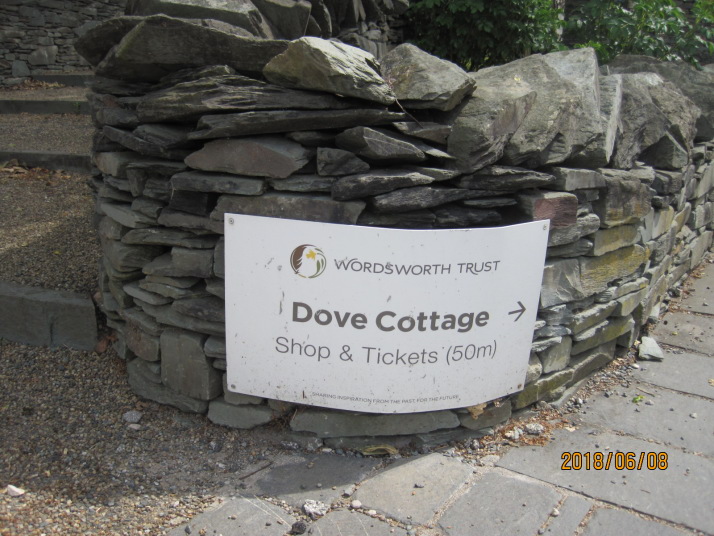 WORDSWORTH TRUST
Dove Cottage →
Shop & Tickets (50m)
SHARING INSPIRATION FROM THE PAST, FOR THE FUTURE
2018/06/08